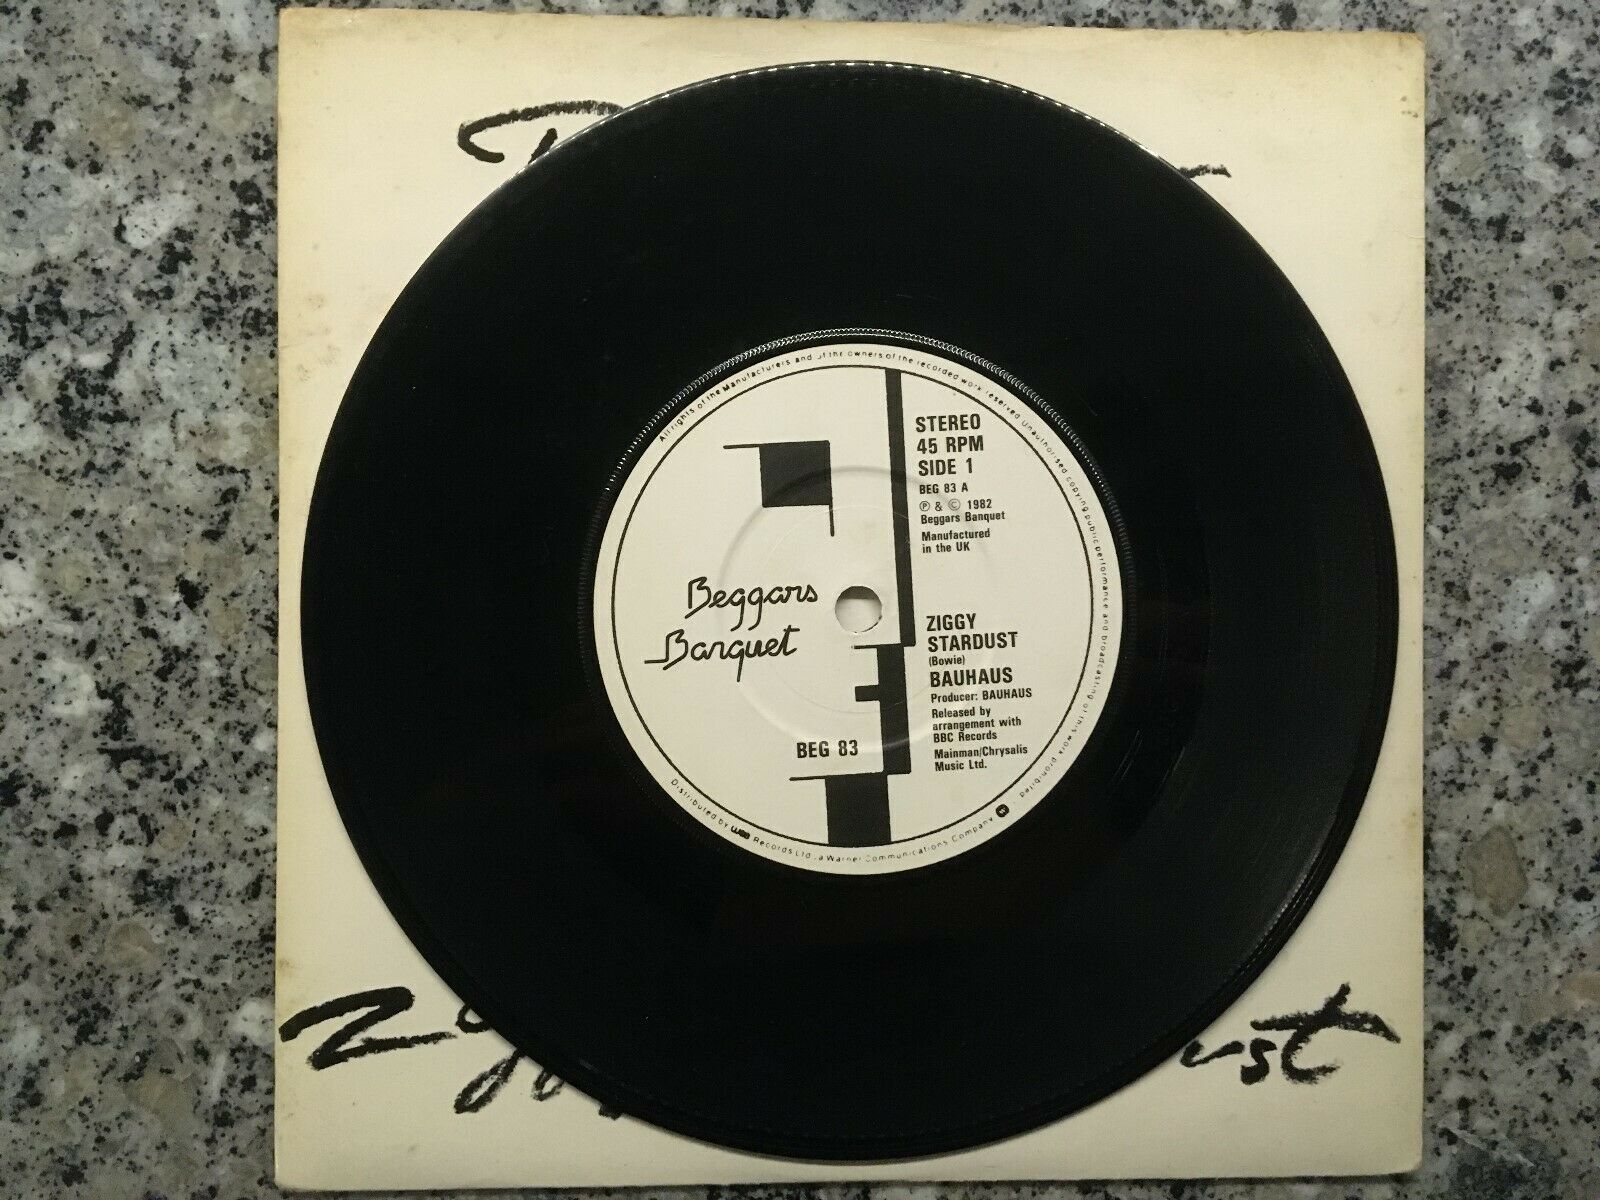 All rights of the Manufacturers and of the owners of the recorded work reserved Unauthorised copying public performance and broadcasting of this work prohibited
STEREO
45 RPM
SIDE 1
BEG 83 A
℗ & © 1982
Beggars Banquet
Manufactured
in the UK
Beggars
Banquet
ZIGGY
STARDUST
(Bowie)
BAUHAUS
Producer: BAUHAUS
Released by
arrangement with
BBC Records
Mainman/Chrysalis
Music Ltd.
BEG 83
Distributed by wea Records Ltd., a Warner Communications Company